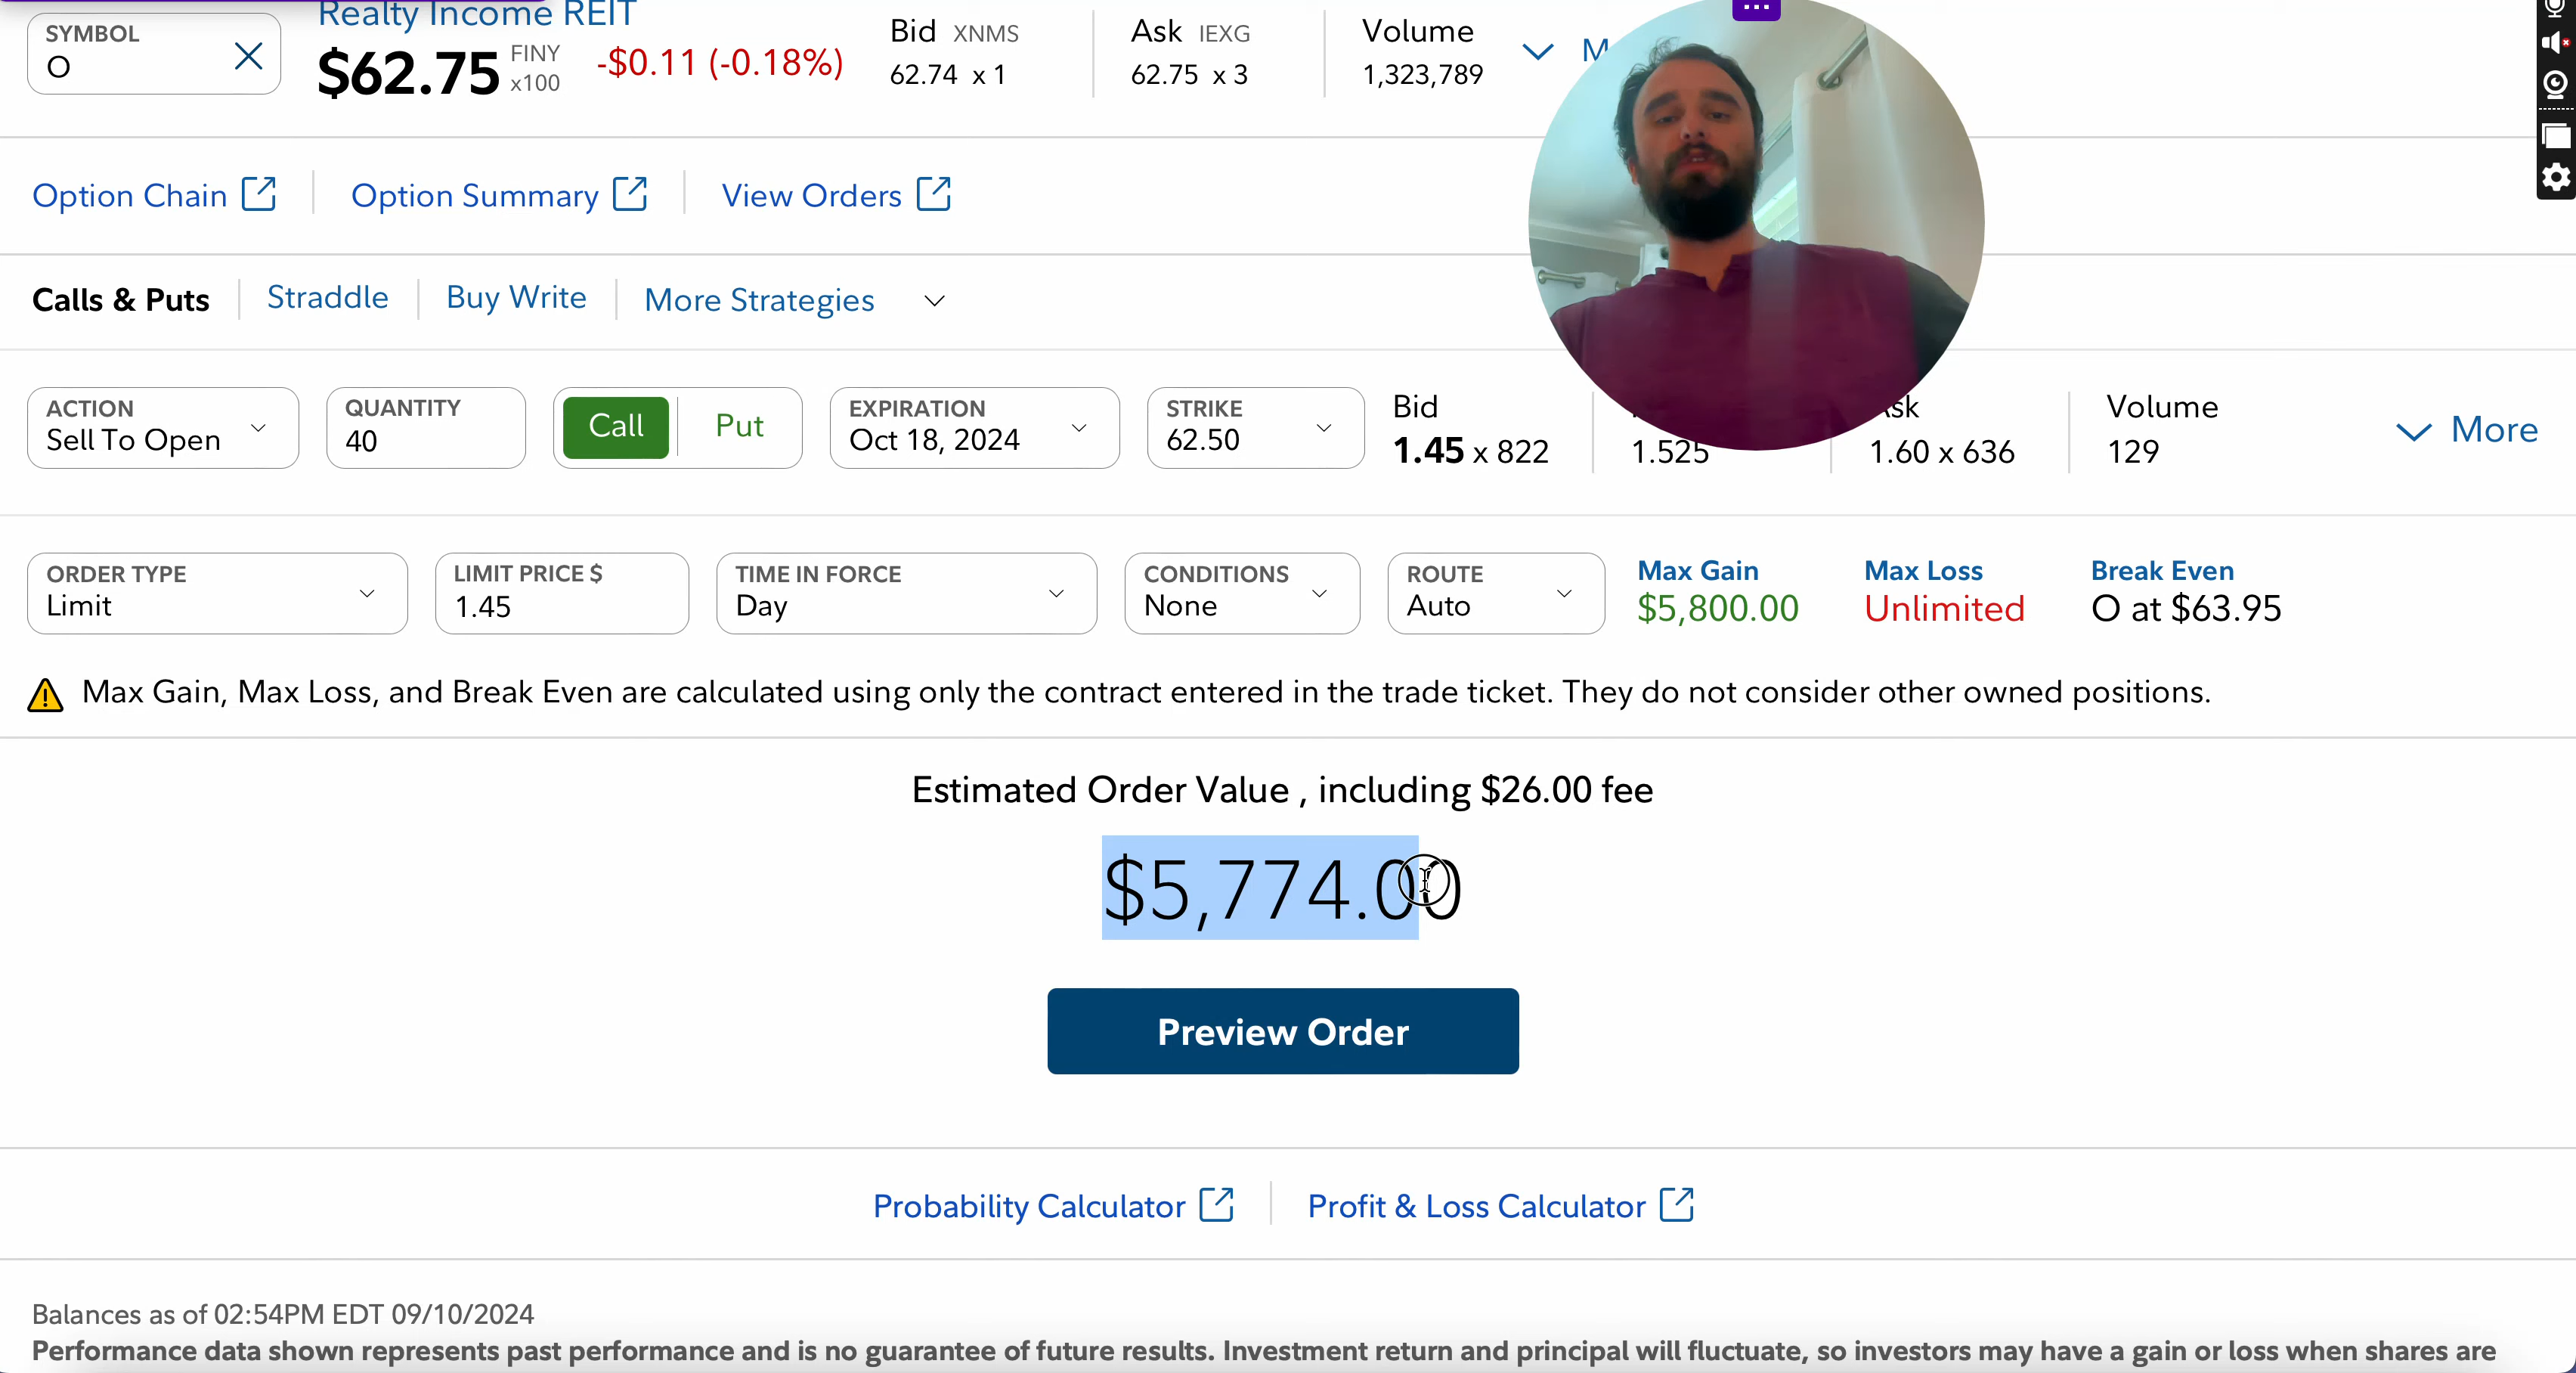 Realty Income REIT
SYMBOL
O
$62.75 FINY x100 -$0.11 (-0.18%)
Bid XNMS
62.74 x 1
Ask IEXG
62.75 x 3
Volume
1,323,789
Option Chain
Option Summary
View Orders
Calls & Puts
Straddle
Buy Write
More Strategies
ACTION
Sell To Open
QUANTITY
40
Call
Put
EXPIRATION
Oct 18, 2024
STRIKE
62.50
Bid
1.45 x 822
1.525
1.60 x 636
Volume
129
More
ORDER TYPE
Limit
LIMIT PRICE $
1.45
TIME IN FORCE
Day
CONDITIONS
None
ROUTE
Auto
Max Gain
$5,800.00
Max Loss
Unlimited
Break Even
O at $63.95
Max Gain, Max Loss, and Break Even are calculated using only the contract entered in the trade ticket. They do not consider other owned positions.
Estimated Order Value , including $26.00 fee
$5,774.00
Preview Order
Probability Calculator
Profit & Loss Calculator
Balances as of 02:54PM EDT 09/10/2024
Performance data shown represents past performance and is no guarantee of future results. Investment return and principal will fluctuate, so investors may have a gain or loss when shares are